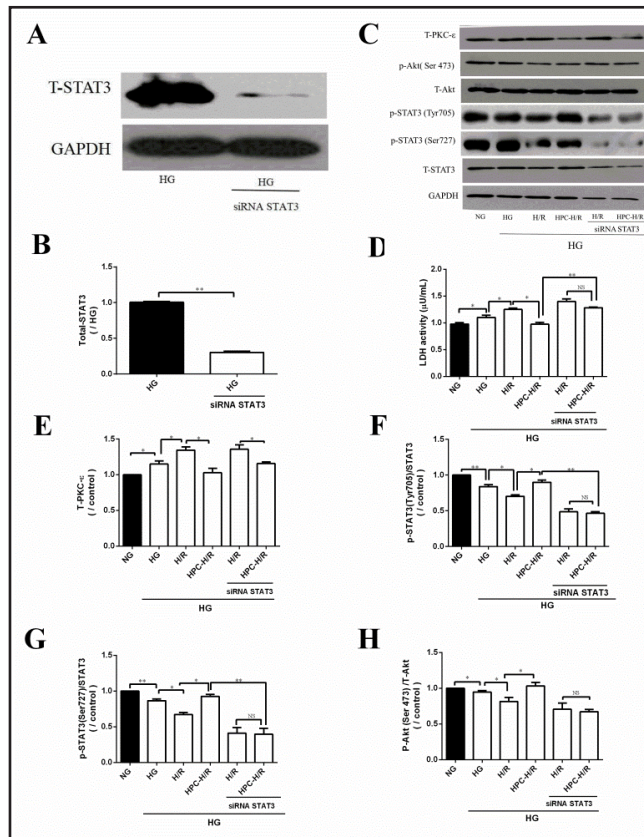 A
T-STAT3
GAPDH
HG
HG
siRNA STAT3
B
Total-STAT3
( / HG)
1.5
1.0
0.5
0.0
**
HG
HG
siRNA STAT3
C
T-PKC-ε
p-Akt( Ser 473)
T-Akt
p-STAT3 (Tyr705)
p-STAT3 (Ser727)
T-STAT3
GAPDH
NG HG H/R HPC-H/R H/R HPC-H/R
siRNA STAT3
HG
D
LDH activity (μU/mL)
2.0
1.5
1.0
0.5
0.0
* * * ** NS
NG HG H/R HPC-H/R H/R HPC-H/R
siRNA STAT3
HG
E
T-PKC-ε
( / control)
1.5
1.0
0.5
0.0
* * * *
NG HG H/R HPC-H/R H/R HPC-H/R
siRNA STAT3
HG
F
p-STAT3(Tyr705)/STAT3
( / control)
1.5
1.0
0.5
0.0
** * * ** NS
NG HG H/R HPC-H/R H/R HPC-H/R
siRNA STAT3
HG
G
p-STAT3(Ser727)/STAT3
( / control)
1.5
1.0
0.5
0.0
** * * ** NS
NG HG H/R HPC-H/R H/R HPC-H/R
siRNA STAT3
HG
H
P-Akt (Ser 473) /T-Akt
( / control)
1.5
1.0
0.5
0.0
* * * NS
NG HG H/R HPC-H/R H/R HPC-H/R
siRNA STAT3
HG